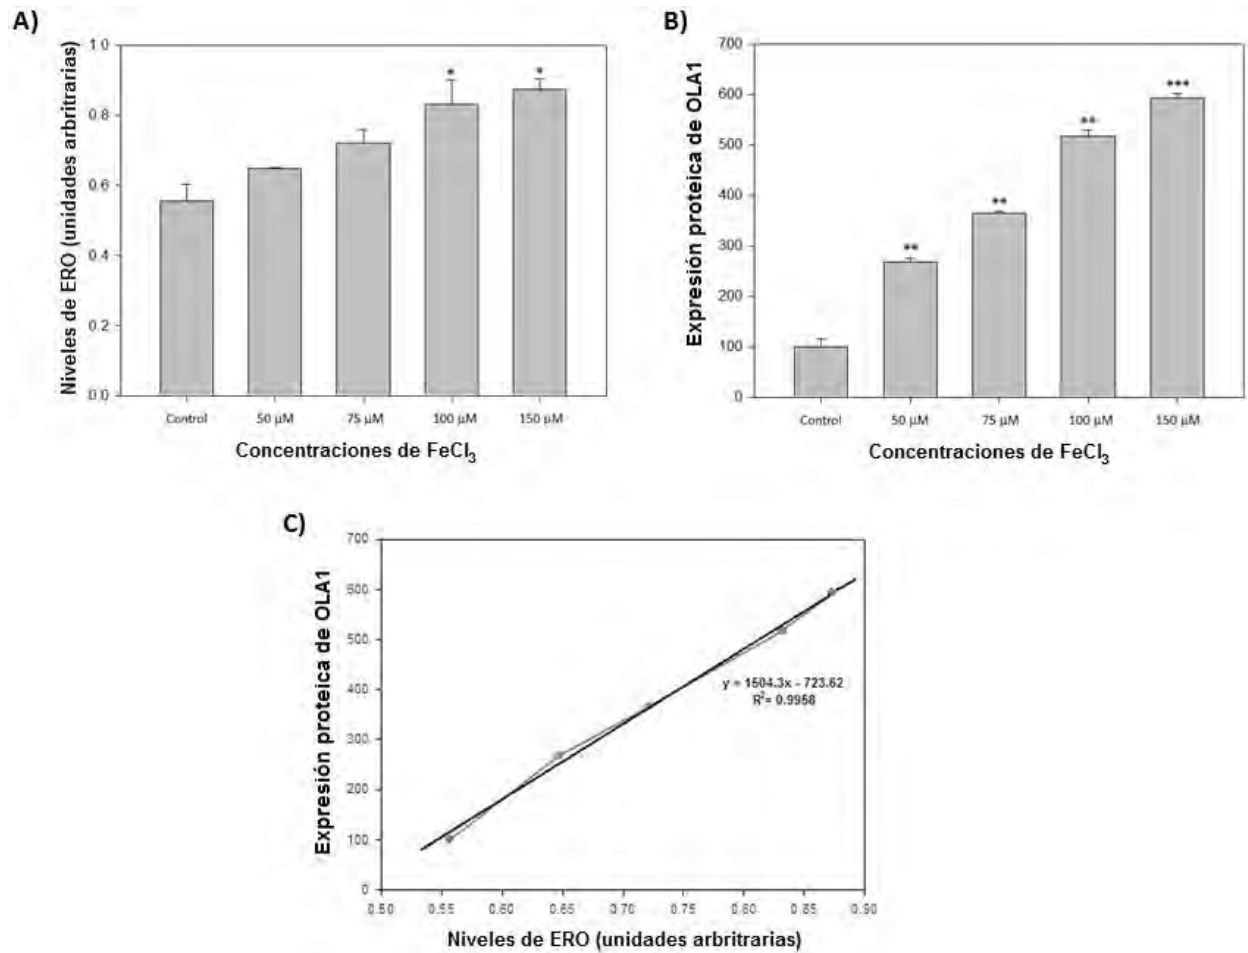 A)
Niveles de ERO (unidades arbritrarias)
1.0
0.8
0.6
0.4
0.2
0.0
*
*
Control
50 µM
75 µM
100 µM
150 µM
Concentraciones de FeCl₃
B)
Expresión proteica de OLA1
700
600
500
400
300
200
100
0
**
**
**
***
Control
50 µM
75 µM
100 µM
150 µM
Concentraciones de FeCl₃
C)
Expresión proteica de OLA1
700
600
500
400
300
200
100
0
y = 1504.3x - 723.62
R²= 0.9958
0.50
0.55
0.60
0.65
0.70
0.75
0.80
0.85
0.90
Niveles de ERO (unidades arbritrarias)